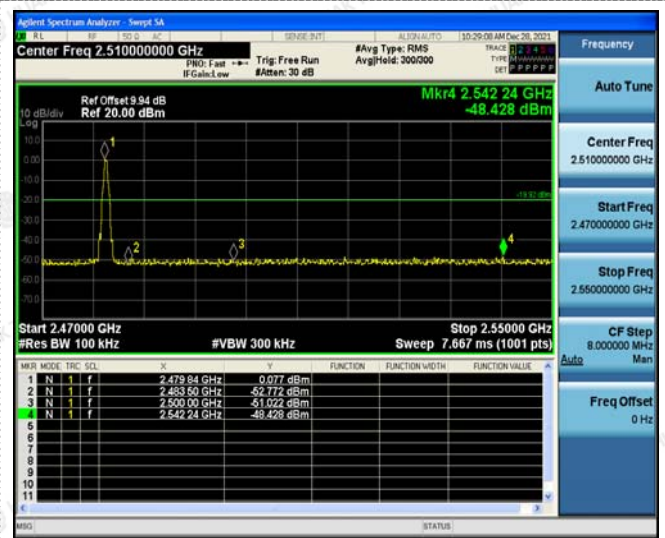 Agilent Spectrum Analyzer - Swept SA
RL RF 50 Ω AC SENSE:INT ALIGN AUTO 10:29:08 AM Dec 28, 2021
Center Freq 2.510000000 GHz
PNO: Fast
IFGain:Low
Trig: Free Run
#Atten: 30 dB
#Avg Type: RMS
Avg|Hold: 300/300
TRACE 1 2 3 4 5 6
TYPE
DET P P P P P P
Mkr4 2.542 24 GHz
-48.428 dBm
Ref Offset 9.94 dB
10 dB/div Ref 20.00 dBm
Log
10.0
0.00
-10.0
-20.0
-30.0
-40.0
-50.0
-60.0
-70.0
1
2
3
4
-19.92 dBm
Start 2.47000 GHz Stop 2.55000 GHz
#Res BW 100 kHz #VBW 300 kHz Sweep 7.667 ms (1001 pts)
MKR MODE TRC SCL X Y FUNCTION FUNCTION WIDTH FUNCTION VALUE
1 N 1 f 2.479 84 GHz 0.077 dBm
2 N 1 f 2.483 50 GHz -52.772 dBm
3 N 1 f 2.500 00 GHz -51.022 dBm
4 N 1 f 2.542 24 GHz -48.428 dBm
5
6
7
8
9
10
11
MSG STATUS
Frequency
Auto Tune
Center Freq
2.510000000 GHz
Start Freq
2.470000000 GHz
Stop Freq
2.550000000 GHz
CF Step
8.000000 MHz
Auto Man
Freq Offset
0 Hz